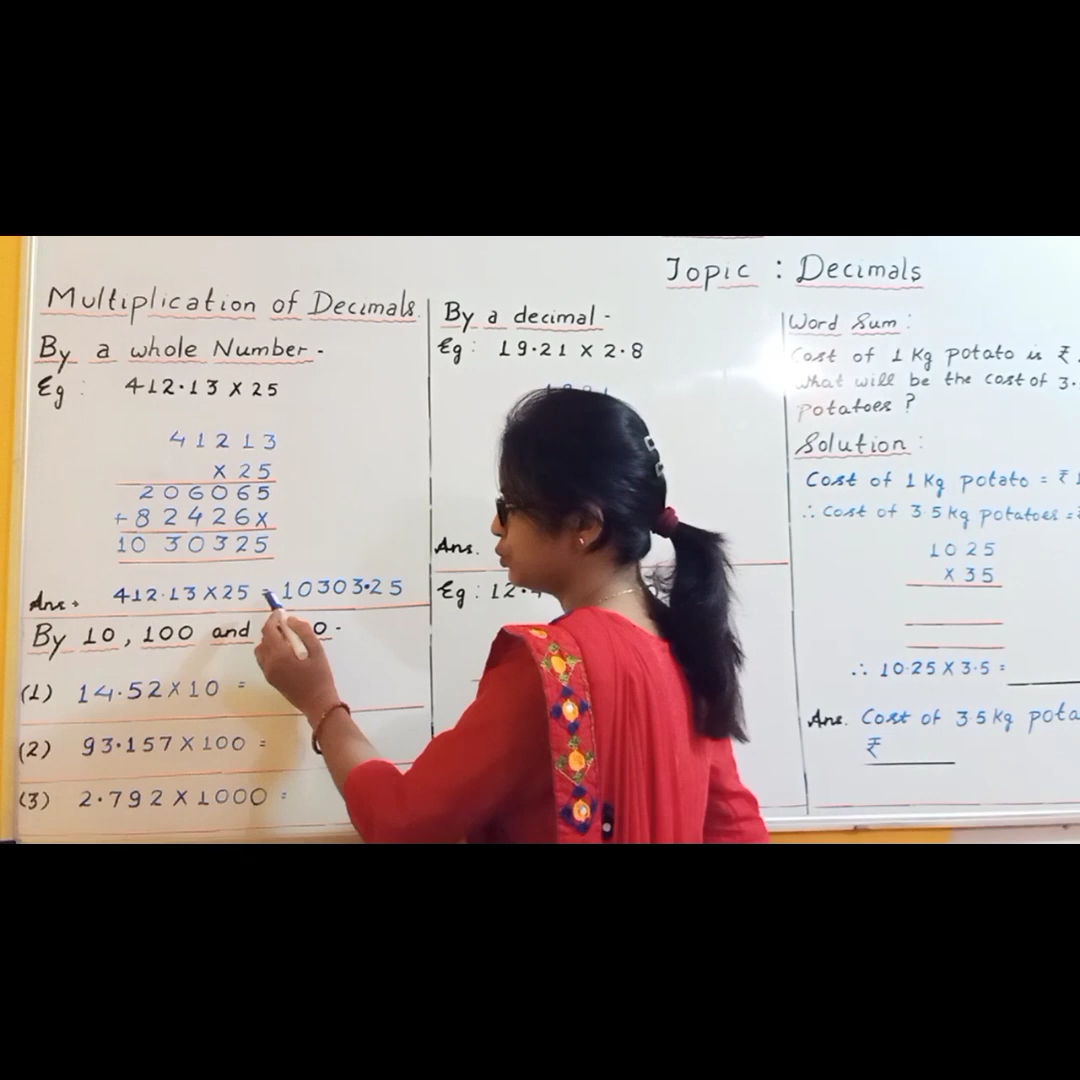 Topic : Decimals
Multiplication of Decimals.
By a whole Number -
Eg : 412.13 X 25
41213
X 25
206065
+ 82426X
1030325
Ans. 412.13 X 25 = 10303.25
By 10, 100 and
(1) 14.52 X 10 =
(2) 93.157 X 100 =
(3) 2.792 X 1000 =
By a decimal -
Eg : 19.21 X 2.8
Ans.
Eg : 12.
Word Sum :
Cost of 1 Kg potato is ₹
What will be the cost of 3.
potatoes ?
Solution :
Cost of 1 Kg potato = ₹
∴ Cost of 3.5 kg potatoes =
1025
X 35
∴ 10.25 X 3.5 =
Ans. Cost of 3.5 kg
₹